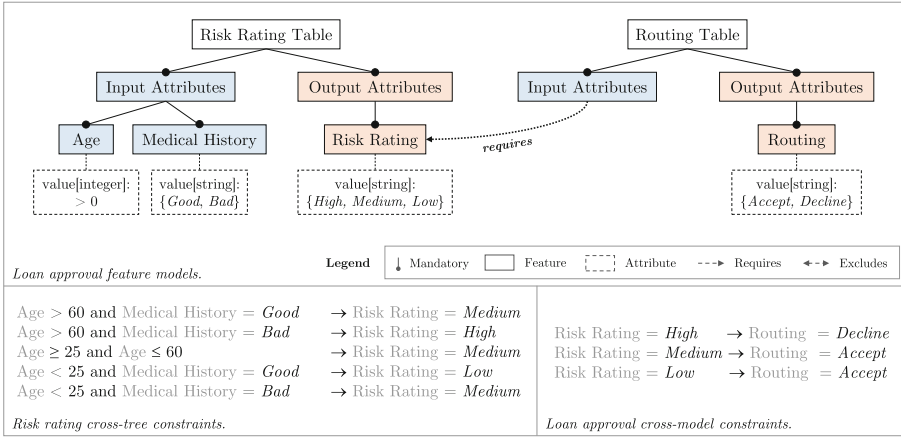 Risk Rating Table
Routing Table
Input Attributes
Output Attributes
Input Attributes
Output Attributes
Age
Medical History
Risk Rating
requires
Routing
value[integer]:
> 0
value[string]:
{Good, Bad}
value[string]:
{High, Medium, Low}
value[string]:
{Accept, Decline}
Loan approval feature models.
Legend Mandatory Feature Attribute Requires Excludes
Age > 60 and Medical History = Good → Risk Rating = Medium
Age > 60 and Medical History = Bad → Risk Rating = High
Age ≥ 25 and Age ≤ 60 → Risk Rating = Medium
Age < 25 and Medical History = Good → Risk Rating = Low
Age < 25 and Medical History = Bad → Risk Rating = Medium
Risk rating cross-tree constraints.
Risk Rating = High → Routing = Decline
Risk Rating = Medium → Routing = Accept
Risk Rating = Low → Routing = Accept
Loan approval cross-model constraints.